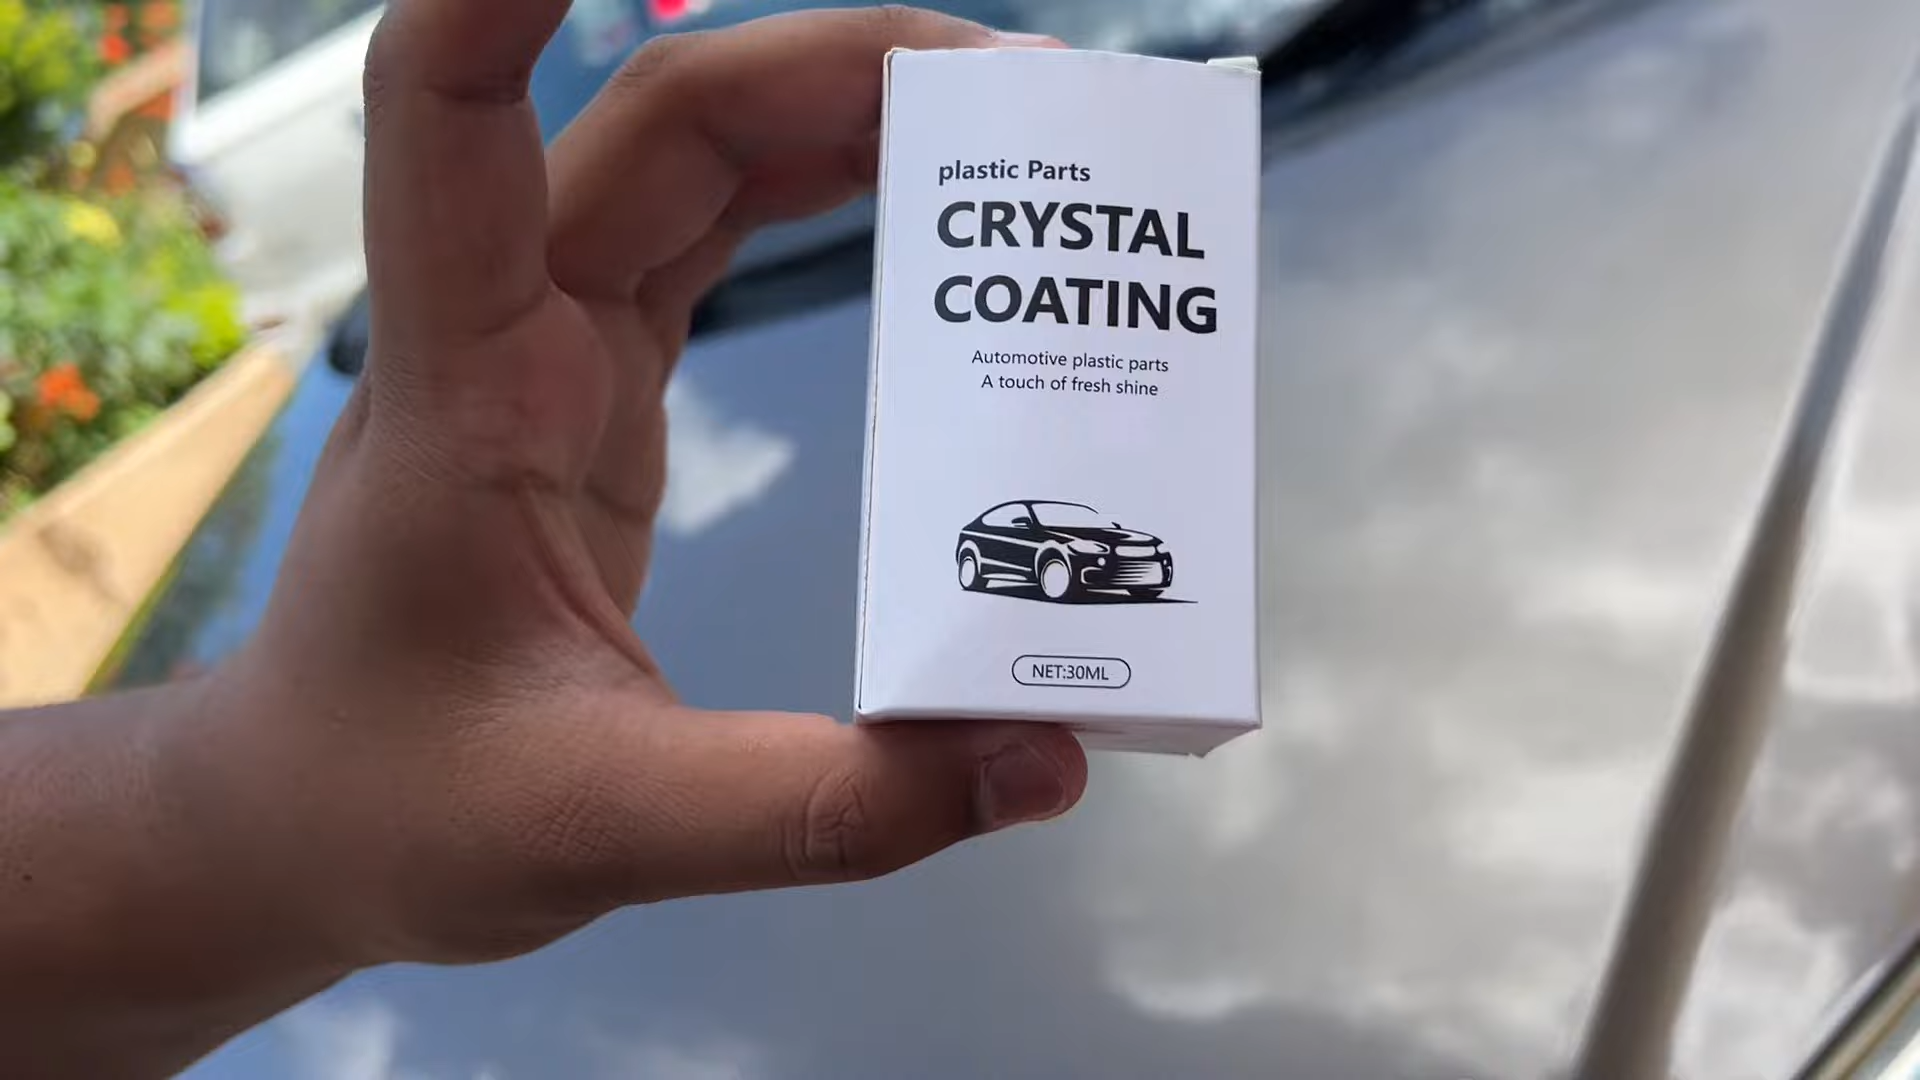 plastic Parts
CRYSTAL
COATING
Automotive plastic parts
A touch of fresh shine
NET:30ML